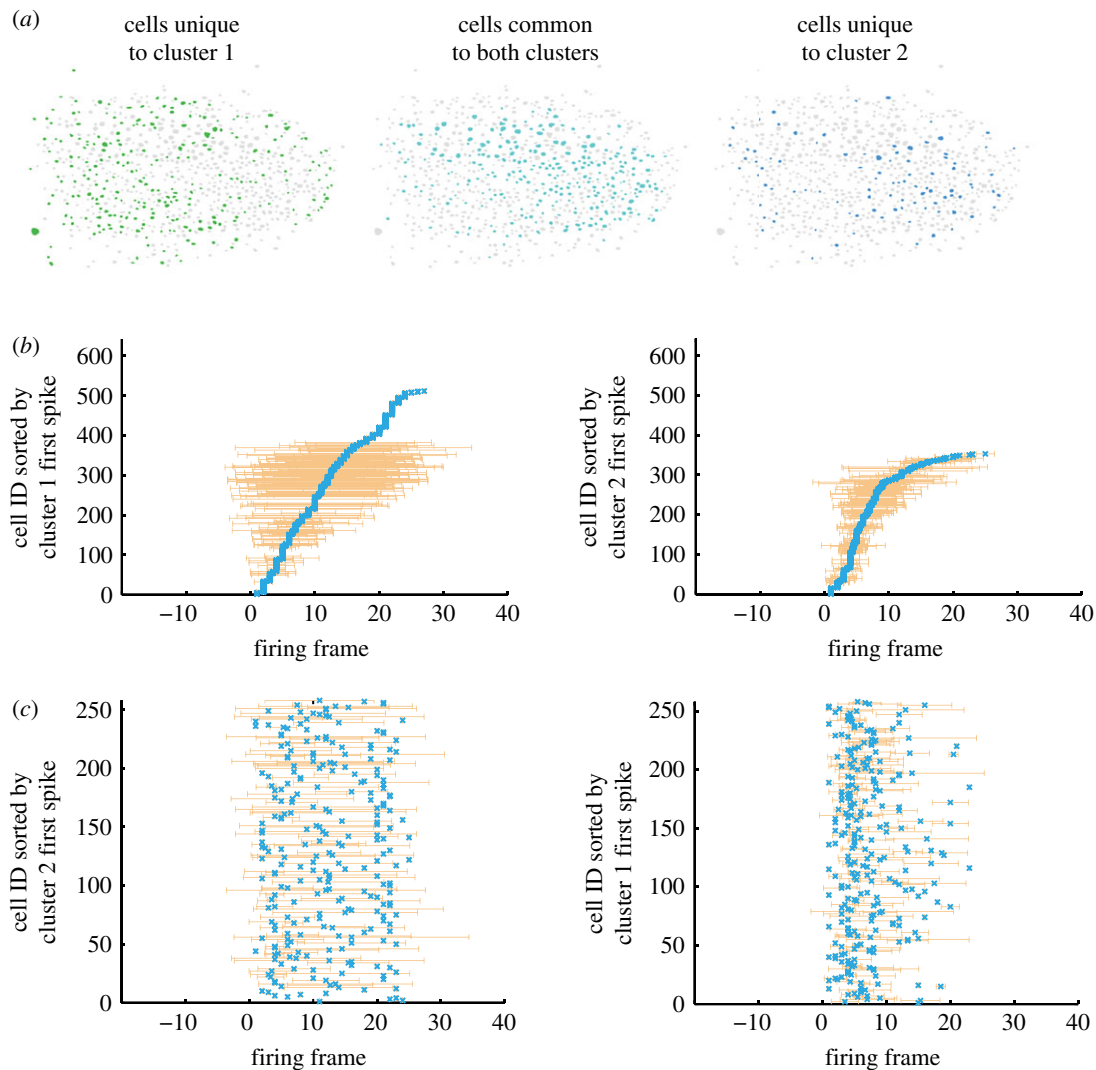 (a)
cells unique
to cluster 1
cells common
to both clusters
cells unique
to cluster 2
(b)
cell ID sorted by
cluster 1 first spike
600
500
400
300
200
100
0
−10 0 10 20 30 40
firing frame
cell ID sorted by
cluster 2 first spike
600
500
400
300
200
100
0
−10 0 10 20 30 40
firing frame
(c)
cell ID sorted by
cluster 2 first spike
250
200
150
100
50
0
−10 0 10 20 30 40
firing frame
cell ID sorted by
cluster 1 first spike
250
200
150
100
50
0
−10 0 10 20 30 40
firing frame